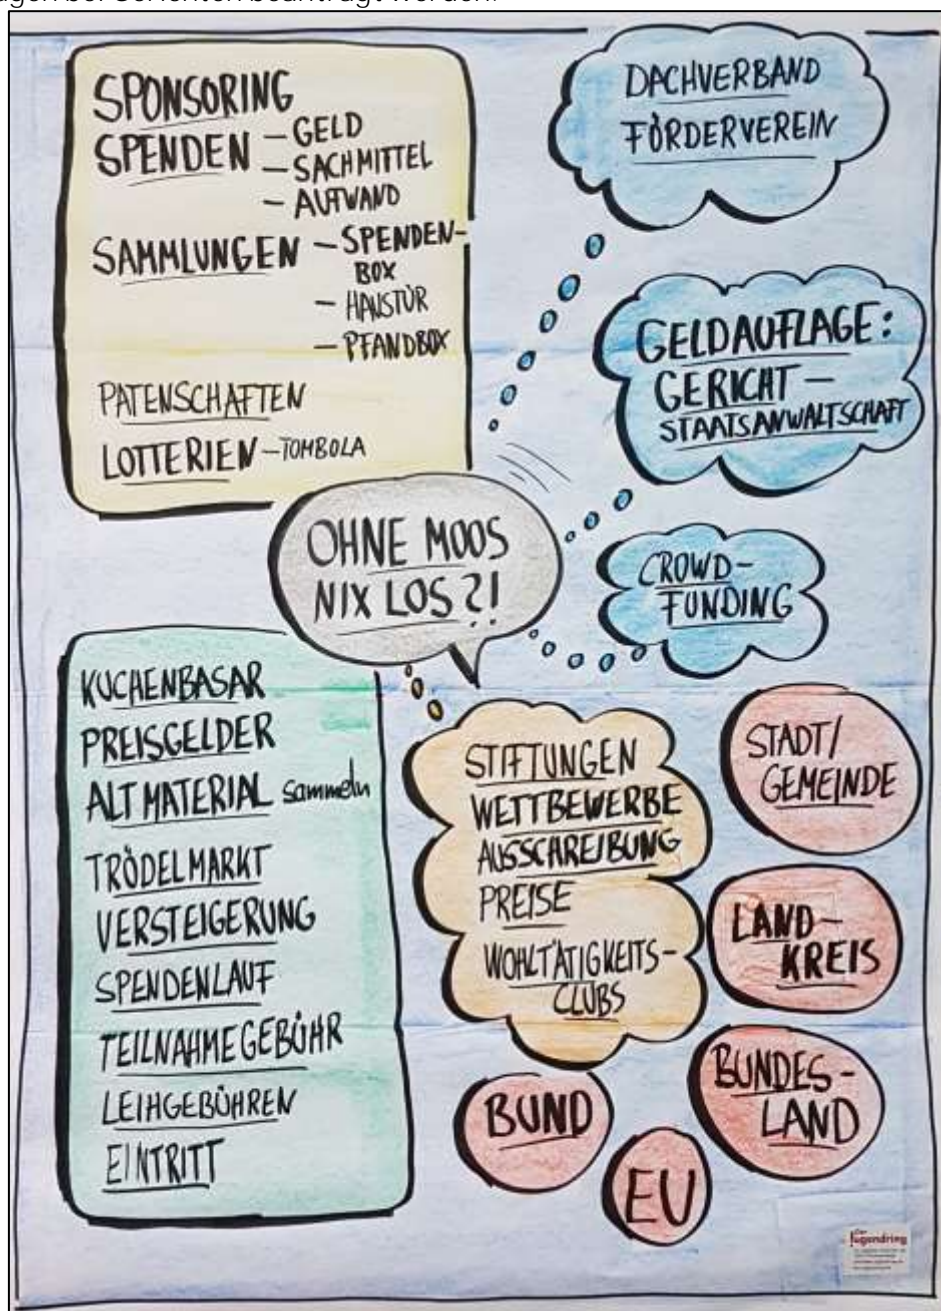 SPONSORING
SPENDEN – GELD
– SACHMITTEL
– AUFWAND
SAMMLUNGEN – SPENDEN-
BOX
– HAUSTÜR
– PFANDBOX
PATENSCHAFTEN
LOTTERIEN – TOMBOLA
DACHVERBAND
FÖRDERVEREIN
GELDAUFLAGE:
GERICHT –
STAATSANWALTSCHAFT
OHNE MOOS
NIX LOS?!
CROWD-
FUNDING
KUCHENBASAR
PREISGELDER
ALTMATERIAL sammeln
TRÖDELMARKT
VERSTEIGERUNG
SPENDENLAUF
TEILNAHMEGEBÜHR
LEIHGEBÜHREN
EINTRITT
STIFTUNGEN
WETTBEWERBE
AUSSCHREIBUNG
PREISE
WOHLTÄTIGKEITS-
CLUBS
STADT/
GEMEINDE
LAND-
KREIS
BUNDES-
LAND
BUND
EU
Jugendring